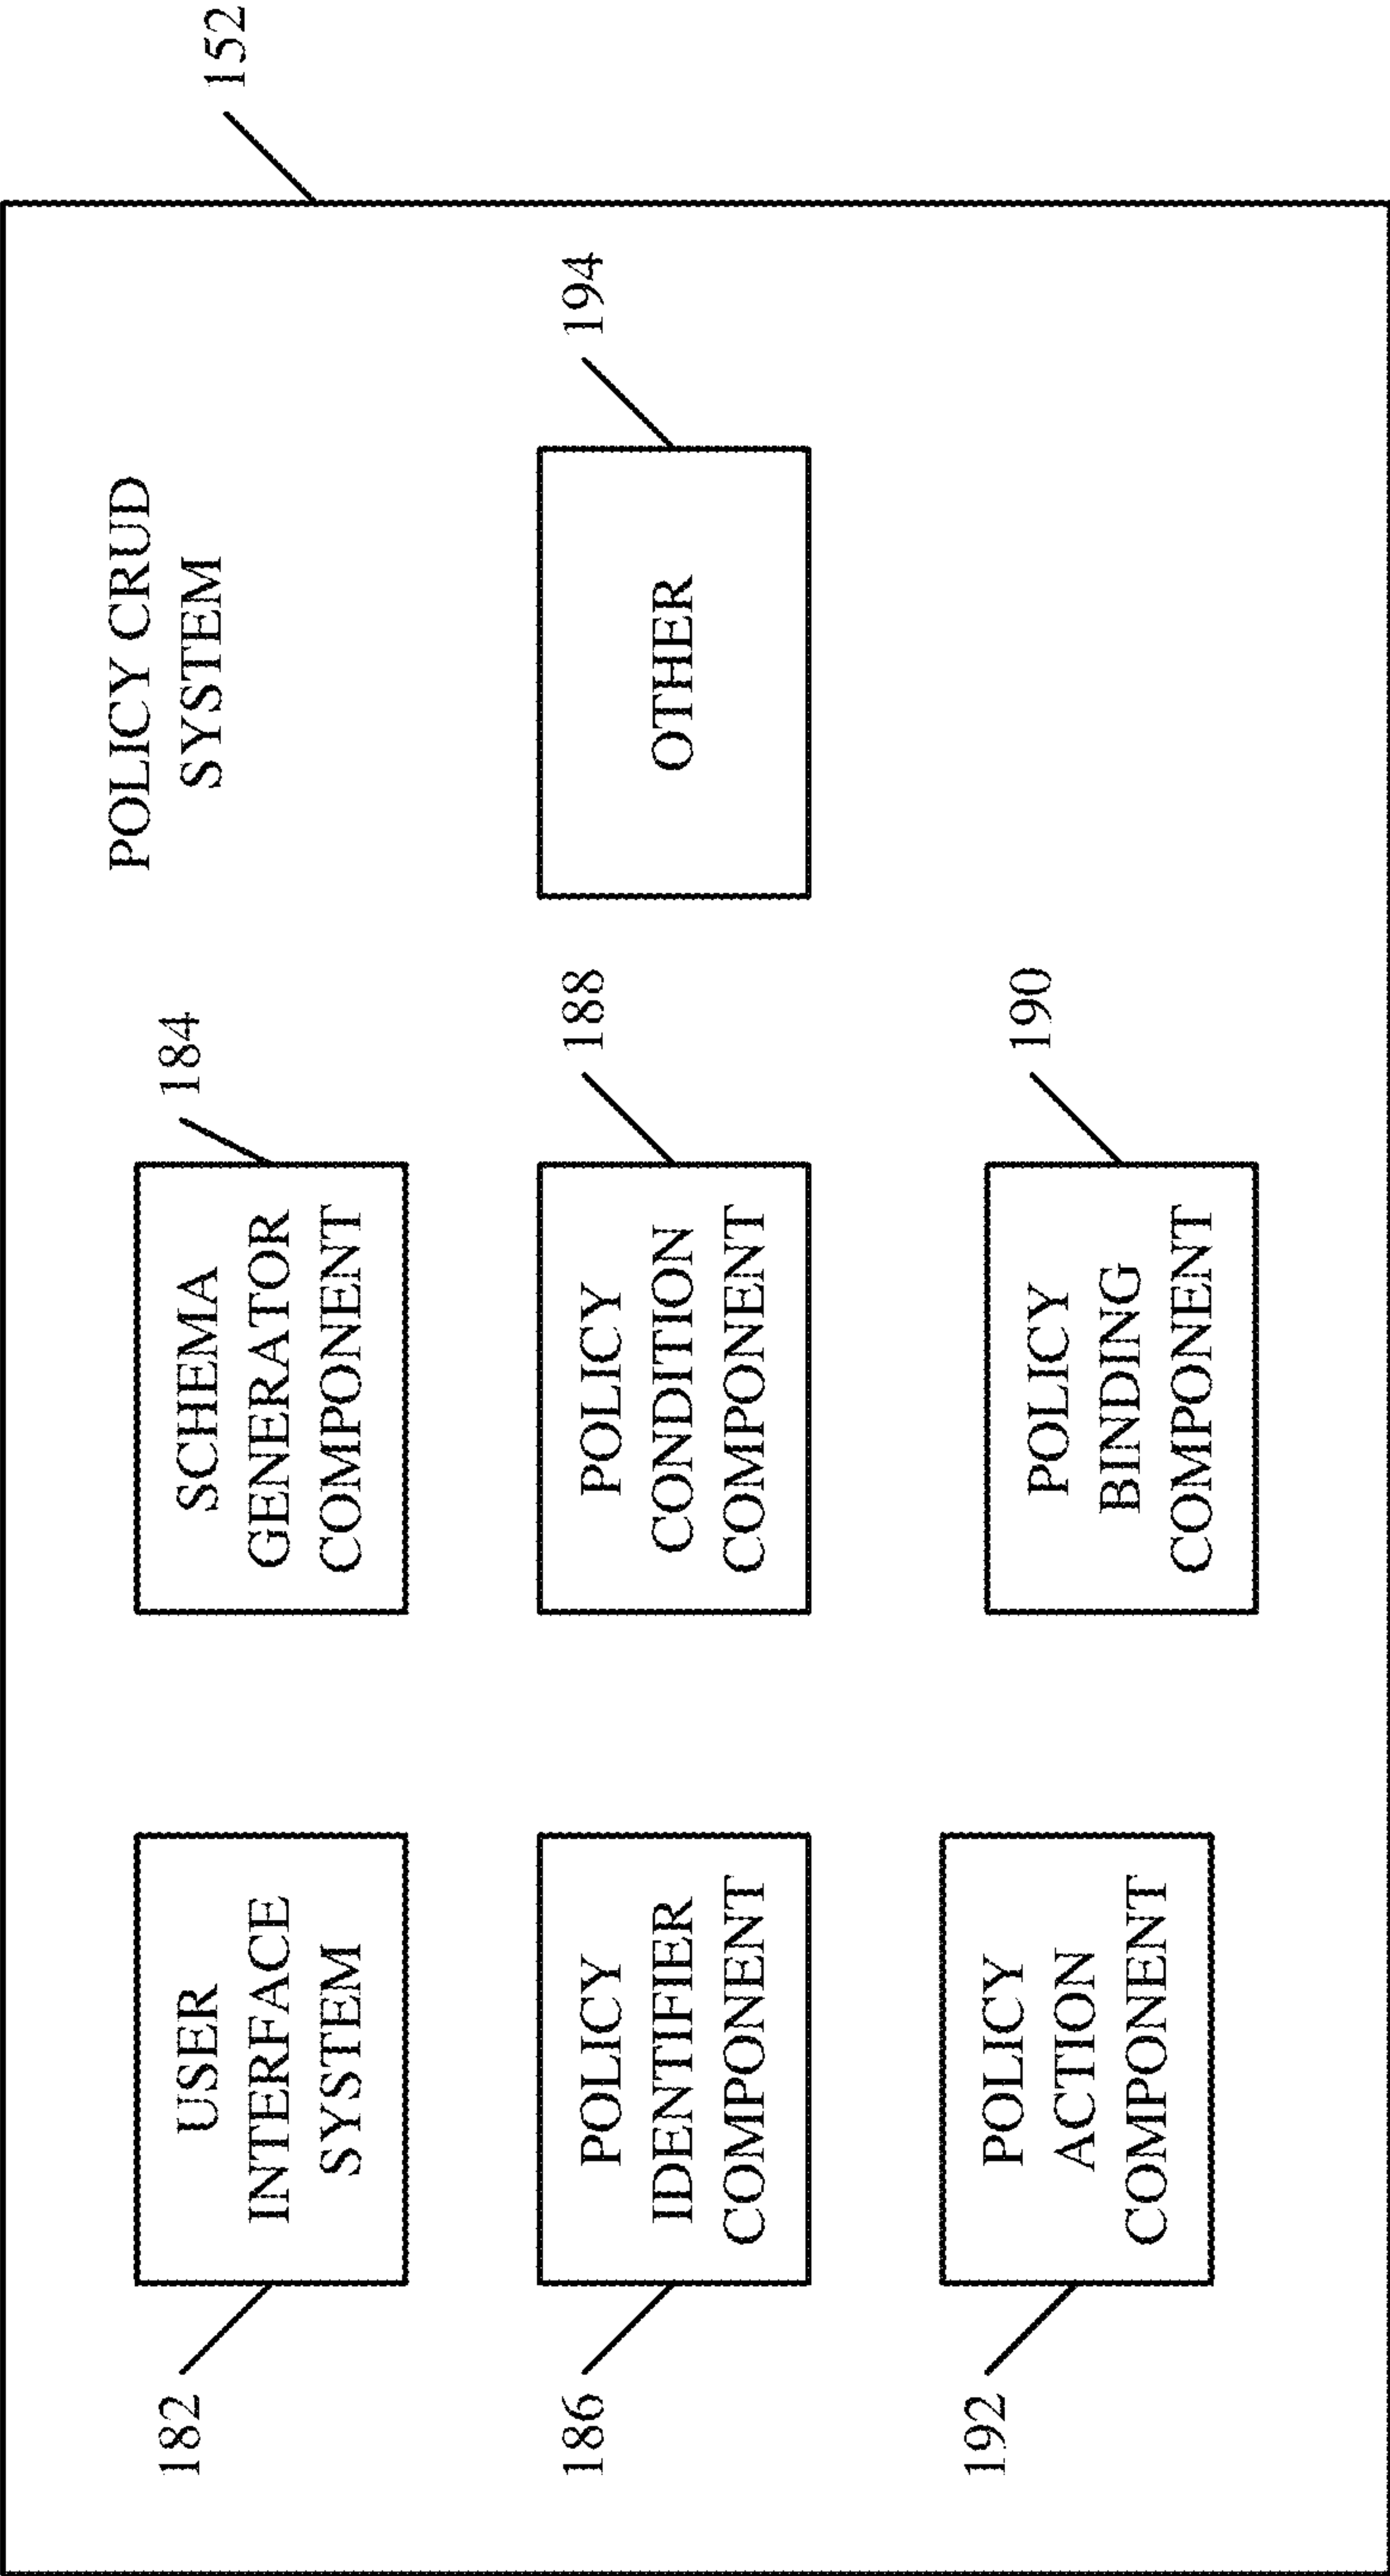 152
POLICY CRUD
SYSTEM
182
USER
INTERFACE
SYSTEM
184
SCHEMA
GENERATOR
COMPONENT
186
POLICY
IDENTIFIER
COMPONENT
188
POLICY
CONDITION
COMPONENT
194
OTHER
192
POLICY
ACTION
COMPONENT
190
POLICY
BINDING
COMPONENT